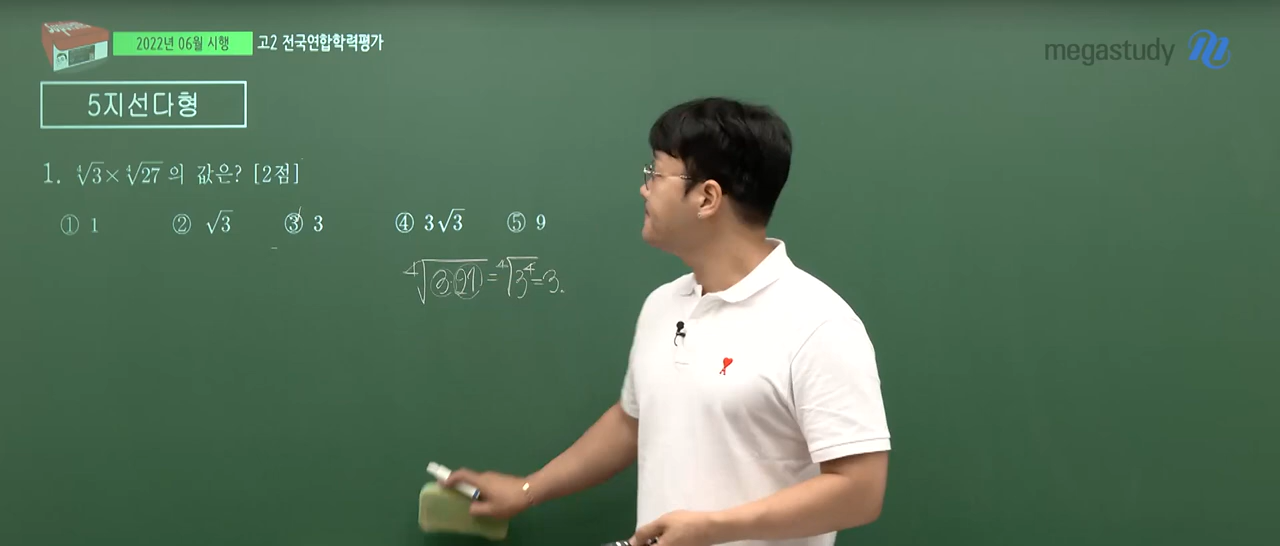 2022년 06월 시행 고2 전국연합학력평가
megastudy
5지선다형
1. ∜3×∜27 의 값은? [2점]
① 1 ② √3 ③ 3 ④ 3√3 ⑤ 9
∜(3·27) = ∜(3⁴) = 3.